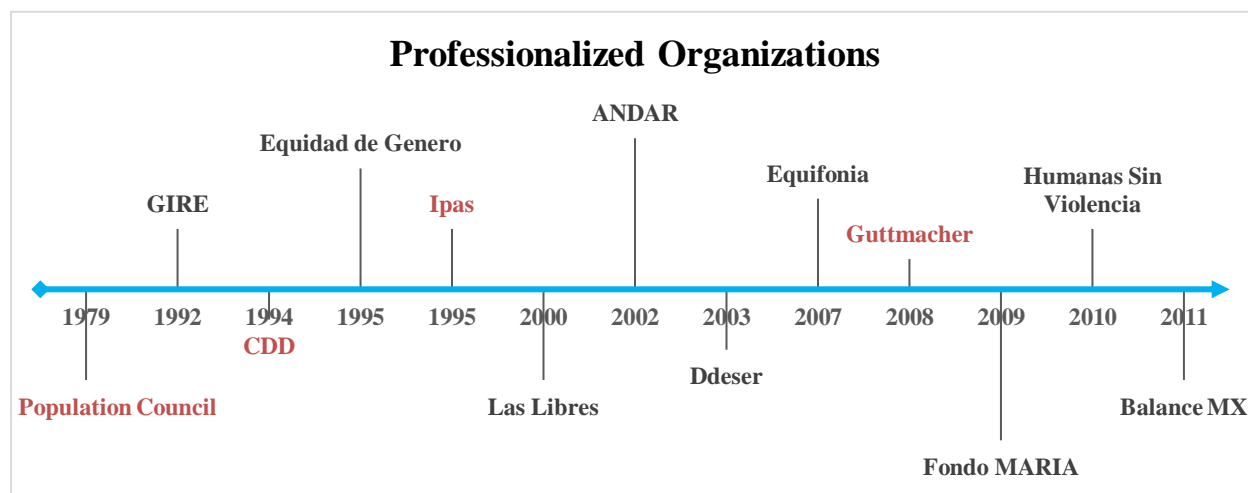 Professionalized Organizations
ANDAR
Equidad de Genero
Equifonia
Humanas Sin
Violencia
GIRE
Ipas
Guttmacher
1979 1992 1994 1995 1995 2000 2002 2003 2007 2008 2009 2010 2011
CDD
Ddeser
Population Council
Las Libres
Balance MX
Fondo MARIA